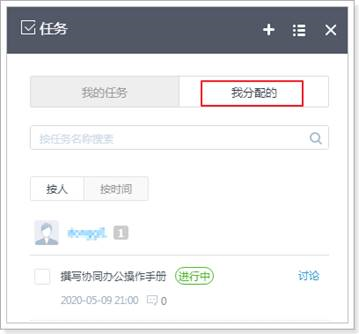 任务
我的任务 我分配的
按任务名称搜索
按人 按时间
1
撰写协同办公操作手册 进行中 讨论
2020-05-09 21:00 0